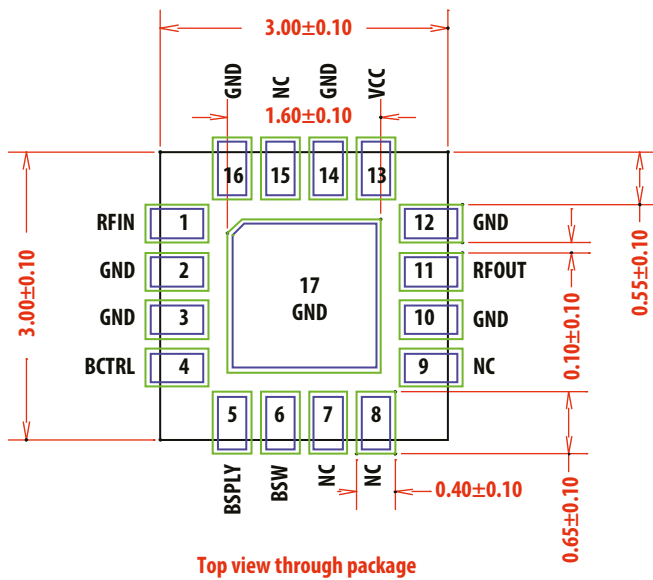 3.00±0.10
GND
NC
GND
VCC
1.60±0.10
16
15
14
13
RFIN
1
12
GND
GND
2
11
RFOUT
GND
3
10
GND
BCTRL
4
9
NC
17
GND
3.00±0.10
0.55±0.10
0.10±0.10
5
6
7
8
BSPLY
BSW
NC
NC
0.40±0.10
0.65±0.10
Top view through package